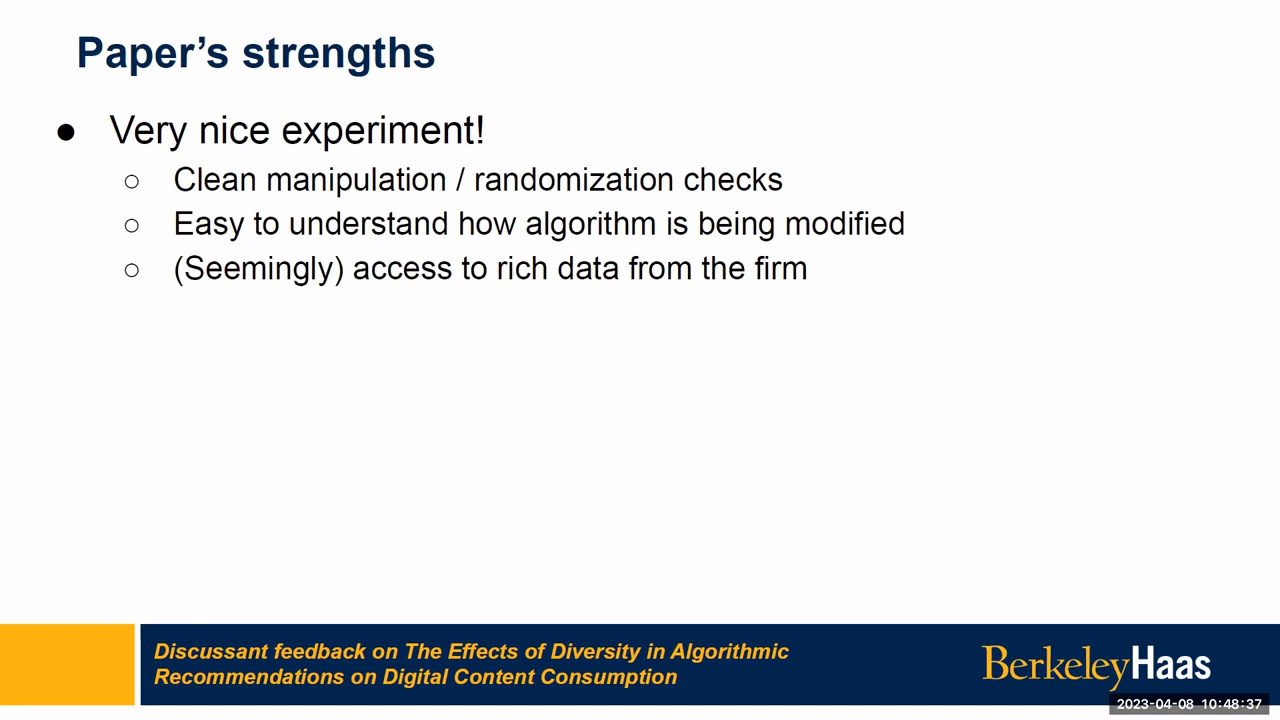 Paper’s strengths
● Very nice experiment!
○ Clean manipulation / randomization checks
○ Easy to understand how algorithm is being modified
○ (Seemingly) access to rich data from the firm
Discussant feedback on The Effects of Diversity in Algorithmic
Recommendations on Digital Content Consumption
BerkeleyHaas
2023-04-08 10:48:37